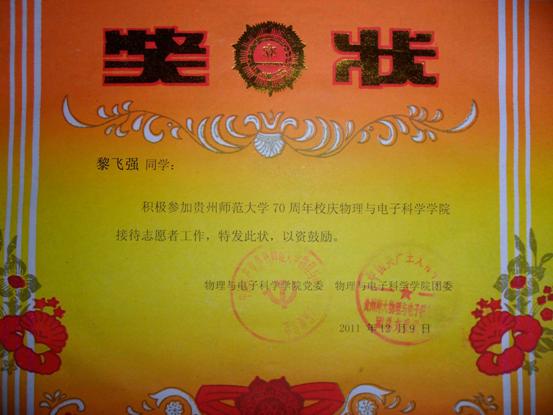 奖状
黎飞强 同学:
积极参加贵州师范大学70周年校庆物理与电子科学学院
接待志愿者工作,特发此状,以资鼓励。
物理与电子科学学院党委 物理与电子科学学院团委
2011 年12月9 日